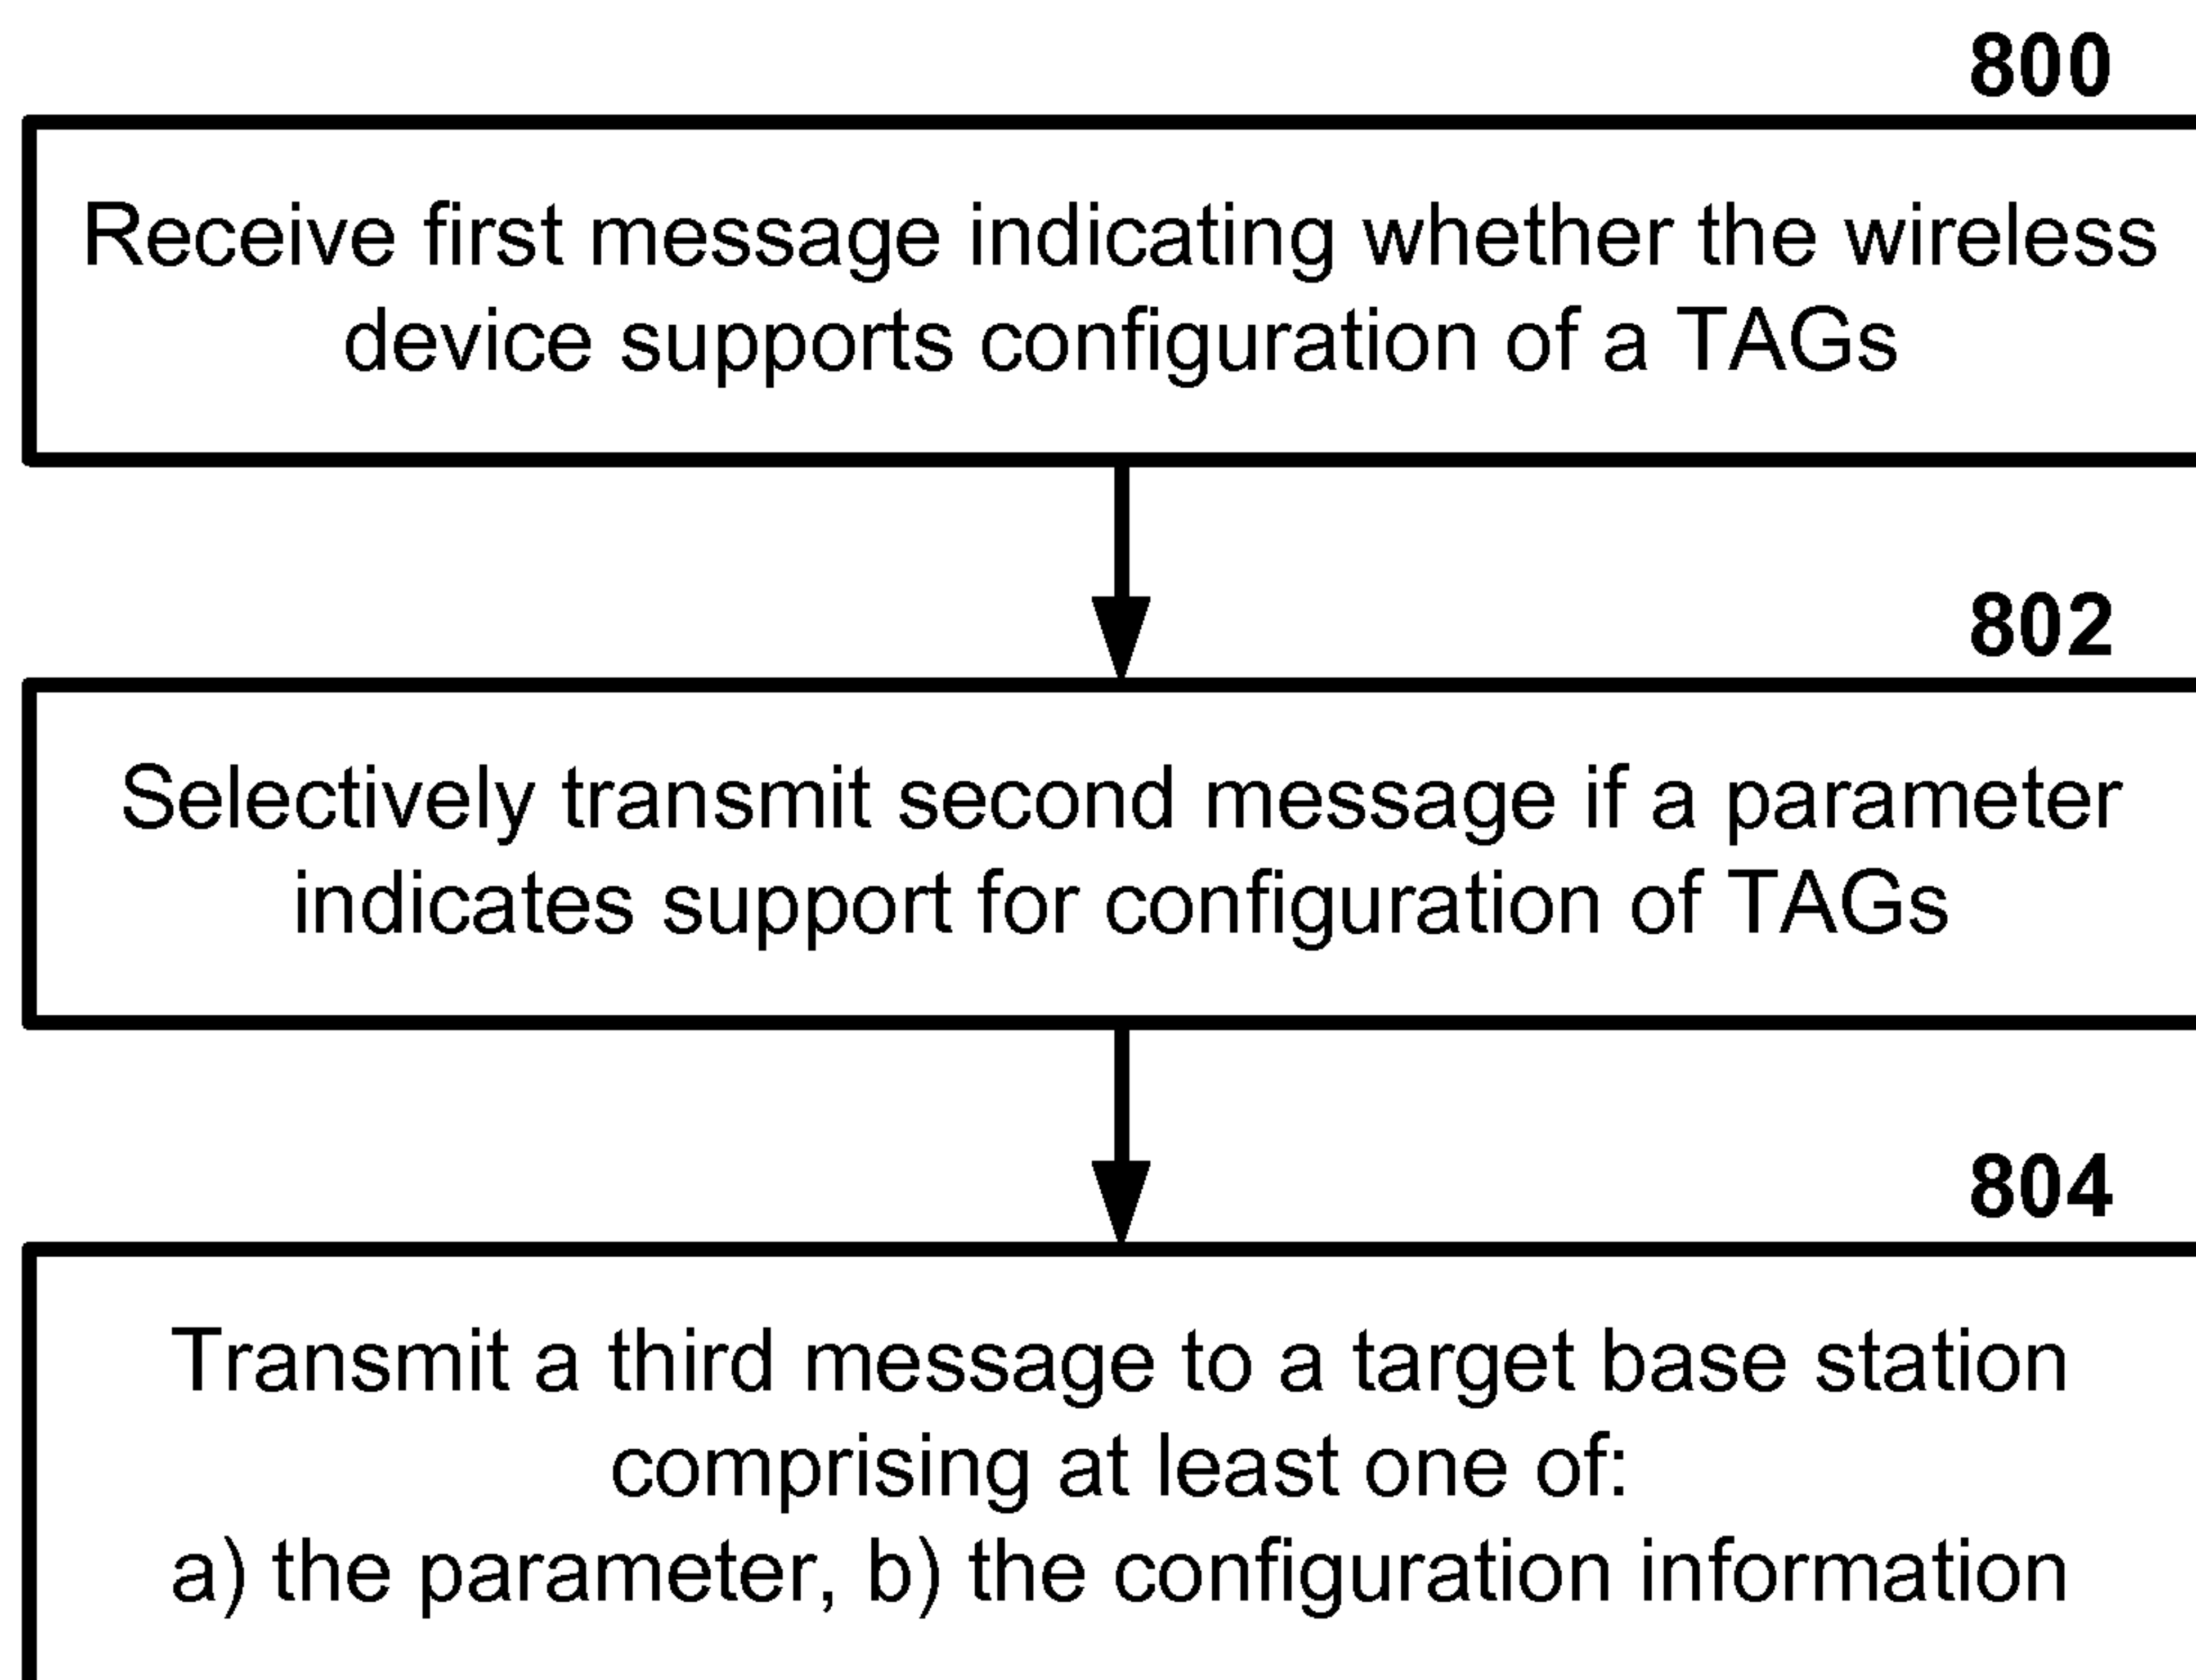 800
Receive first message indicating whether the wireless
device supports configuration of a TAGs
802
Selectively transmit second message if a parameter
indicates support for configuration of TAGs
804
Transmit a third message to a target base station
comprising at least one of:
a) the parameter, b) the configuration information